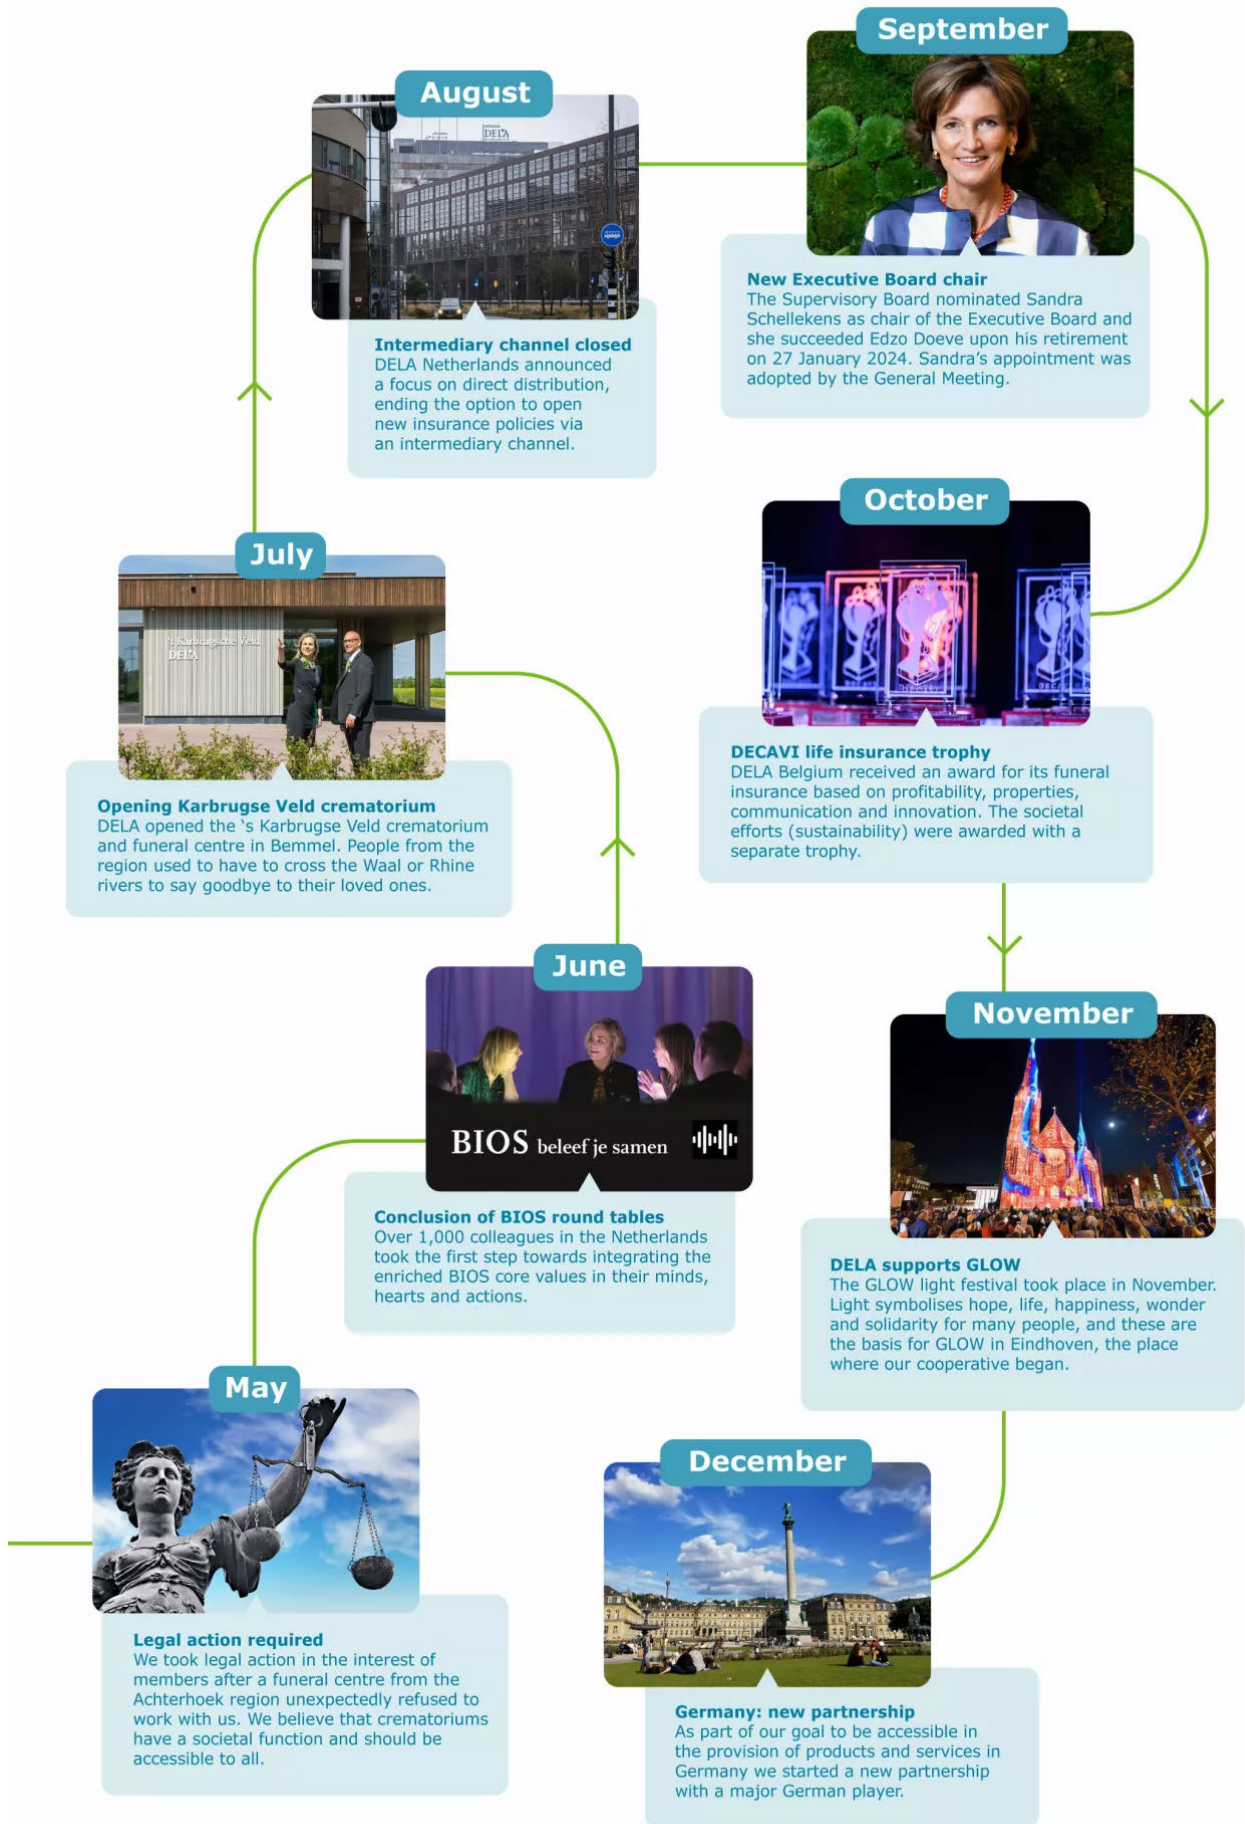 May
Legal action required
We took legal action in the interest of
members after a funeral centre from the
Achterhoek region unexpectedly refused to
work with us. We believe that crematoriums
have a societal function and should be
accessible to all.
June
BIOS beleef je samen
Conclusion of BIOS round tables
Over 1,000 colleagues in the Netherlands
took the first step towards integrating the
enriched BIOS core values in their minds,
hearts and actions.
July
's Karbrugsche Veld
DELA
Opening Karbrugse Veld crematorium
DELA opened the ‘s Karbrugse Veld crematorium
and funeral centre in Bemmel. People from the
region used to have to cross the Waal or Rhine
rivers to say goodbye to their loved ones.
August
DELA
Intermediary channel closed
DELA Netherlands announced
a focus on direct distribution,
ending the option to open
new insurance policies via
an intermediary channel.
September
New Executive Board chair
The Supervisory Board nominated Sandra
Schellekens as chair of the Executive Board and
she succeeded Edzo Doeve upon his retirement
on 27 January 2024. Sandra’s appointment was
adopted by the General Meeting.
October
DECAVI life insurance trophy
DELA Belgium received an award for its funeral
insurance based on profitability, properties,
communication and innovation. The societal
efforts (sustainability) were awarded with a
separate trophy.
November
DELA supports GLOW
The GLOW light festival took place in November.
Light symbolises hope, life, happiness, wonder
and solidarity for many people, and these are
the basis for GLOW in Eindhoven, the place
where our cooperative began.
December
Germany: new partnership
As part of our goal to be accessible in
the provision of products and services in
Germany we started a new partnership
with a major German player.